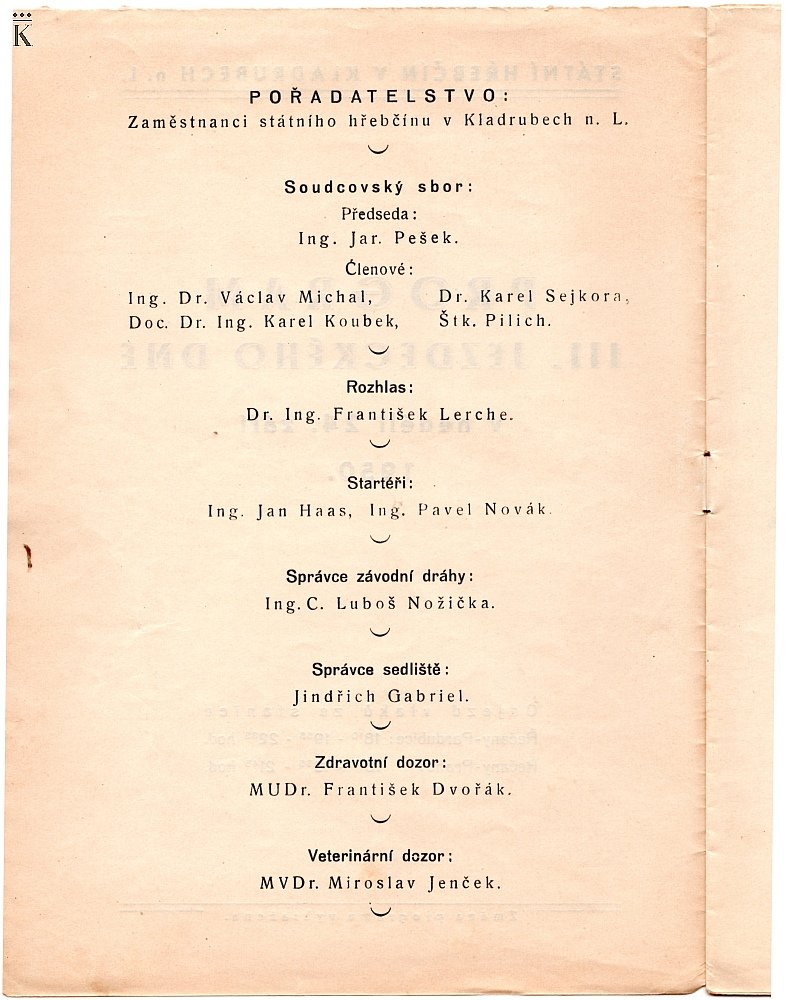 K
POŘADATELSTVO:
Zaměstnanci státního hřebčínu v Kladrubech n. L.
Soudcovský sbor:
Předseda:
Ing. Jar. Pešek.
Členové:
Ing. Dr. Václav Michal, Dr. Karel Sejkora,
Doc. Dr. Ing. Karel Koubek, Štk. Pilich.
Rozhlas:
Dr. Ing. František Lerche.
Startéři:
Ing. Jan Haas, Ing. Pavel Novák.
Správce závodní dráhy:
Ing. C. Luboš Nožička.
Správce sedliště:
Jindřich Gabriel.
Zdravotní dozor:
MUDr. František Dvořák.
Veterinární dozor:
MVDr. Miroslav Jenček.